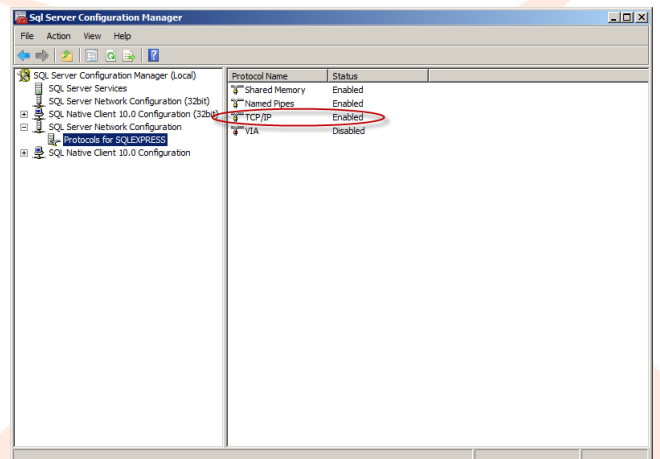 Sql Server Configuration Manager
File Action View Help
SQL Server Configuration Manager (Local)
SQL Server Services
SQL Server Network Configuration (32bit)
SQL Native Client 10.0 Configuration (32bit)
SQL Server Network Configuration
Protocols for SQLEXPRESS
SQL Native Client 10.0 Configuration
Protocol Name Status
Shared Memory Enabled
Named Pipes Enabled
TCP/IP Enabled
VIA Disabled